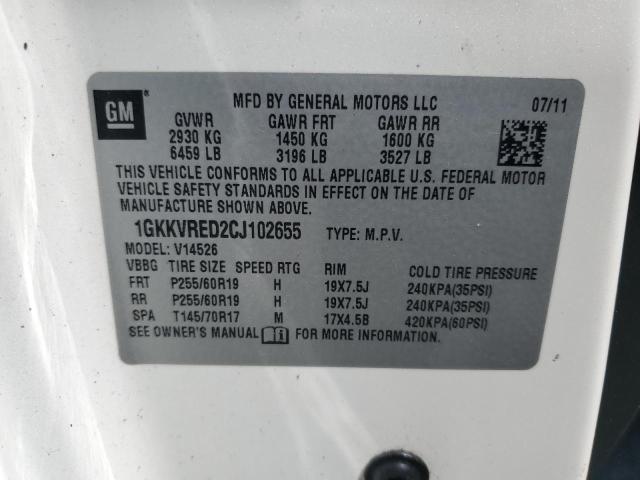 GM
MFD BY GENERAL MOTORS LLC 07/11
GVWR GAWR FRT GAWR RR
2930 KG 1450 KG 1600 KG
6459 LB 3196 LB 3527 LB
THIS VEHICLE CONFORMS TO ALL APPLICABLE U.S. FEDERAL MOTOR
VEHICLE SAFETY STANDARDS IN EFFECT ON THE DATE OF
MANUFACTURE SHOWN ABOVE.
1GKKVRED2CJ102655 TYPE: M.P.V.
MODEL: V14526
VBBG TIRE SIZE SPEED RTG RIM COLD TIRE PRESSURE
FRT P255/60R19 H 19X7.5J 240KPA(35PSI)
RR P255/60R19 H 19X7.5J 240KPA(35PSI)
SPA T145/70R17 M 17X4.5B 420KPA(60PSI)
SEE OWNER'S MANUAL FOR MORE INFORMATION.